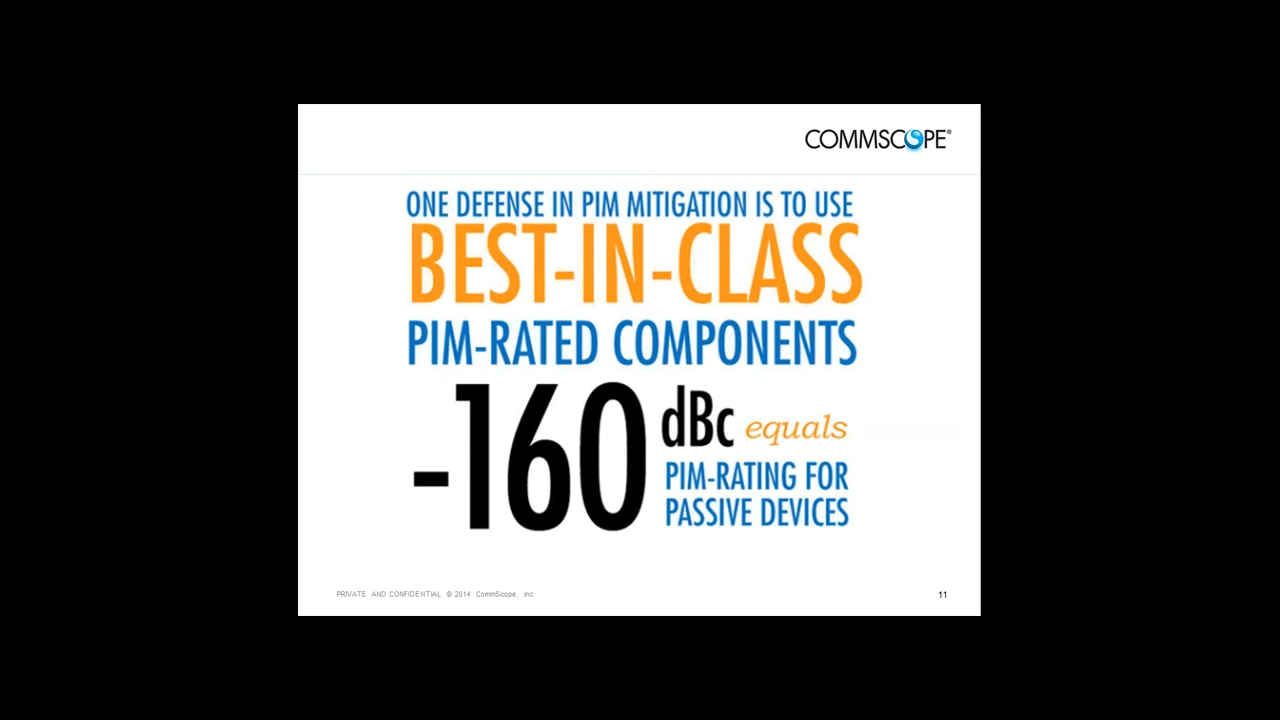 COMMSCOPE®
ONE DEFENSE IN PIM MITIGATION IS TO USE
BEST-IN-CLASS
PIM-RATED COMPONENTS
-160 dBc equals
PIM-RATING FOR
PASSIVE DEVICES
PRIVATE AND CONFIDENTIAL © 2014 CommScope, Inc
11